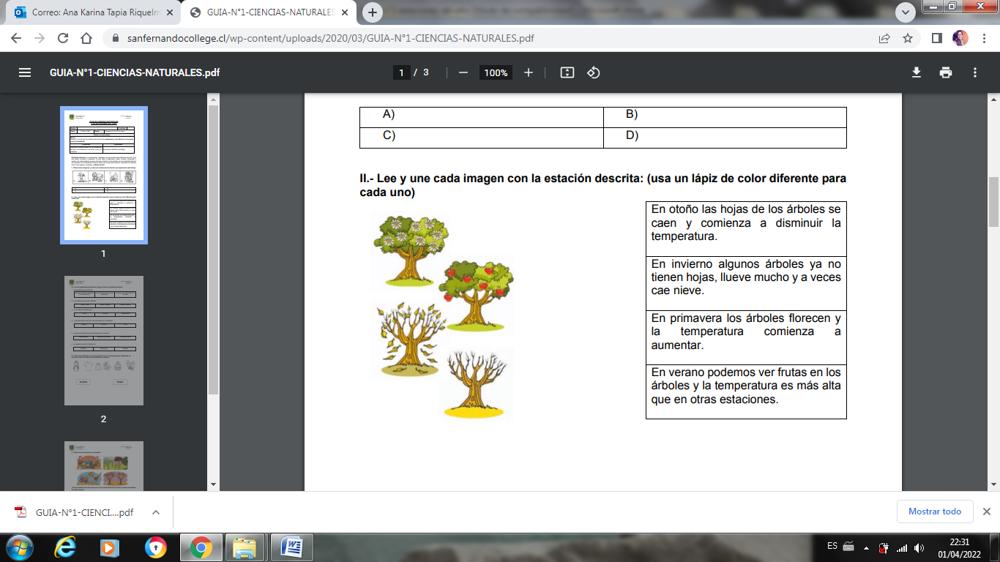 Correo: Ana Karina Tapia Riquelm
GUIA-N°1-CIENCIAS-NATURALES
sanfernandocollege.cl/wp-content/uploads/2020/03/GUIA-N°1-CIENCIAS-NATURALES.pdf
GUIA-N°1-CIENCIAS-NATURALES.pdf
1 / 3
100%
A)
B)
C)
D)
II.- Lee y une cada imagen con la estación descrita: (usa un lápiz de color diferente para
cada uno)
En otoño las hojas de los árboles se
caen y comienza a disminuir la
temperatura.
En invierno algunos árboles ya no
tienen hojas, llueve mucho y a veces
cae nieve.
En primavera los árboles florecen y
la temperatura comienza a
aumentar.
En verano podemos ver frutas en los
árboles y la temperatura es más alta
que en otras estaciones.
1
2
GUIA-N°1-CIENCI....pdf
Mostrar todo
ES
22:31
01/04/2022